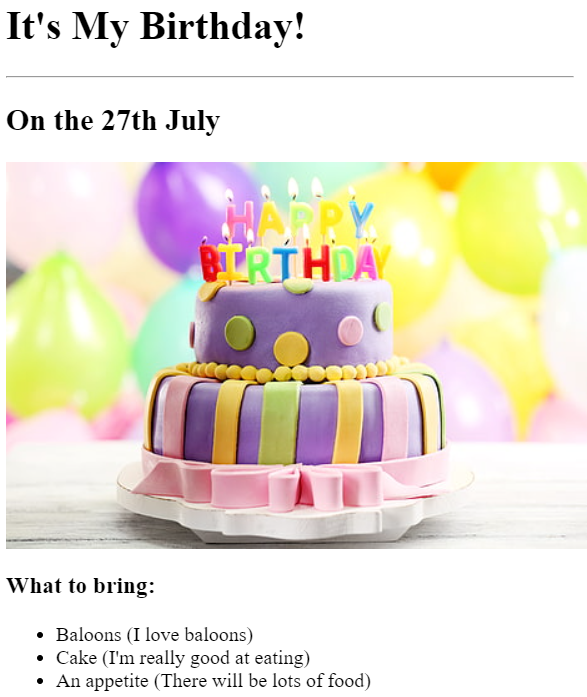 It's My Birthday!
On the 27th July
HAPPY
BIRTHDAY
What to bring:
Baloons (I love baloons)
Cake (I'm really good at eating)
An appetite (There will be lots of food)